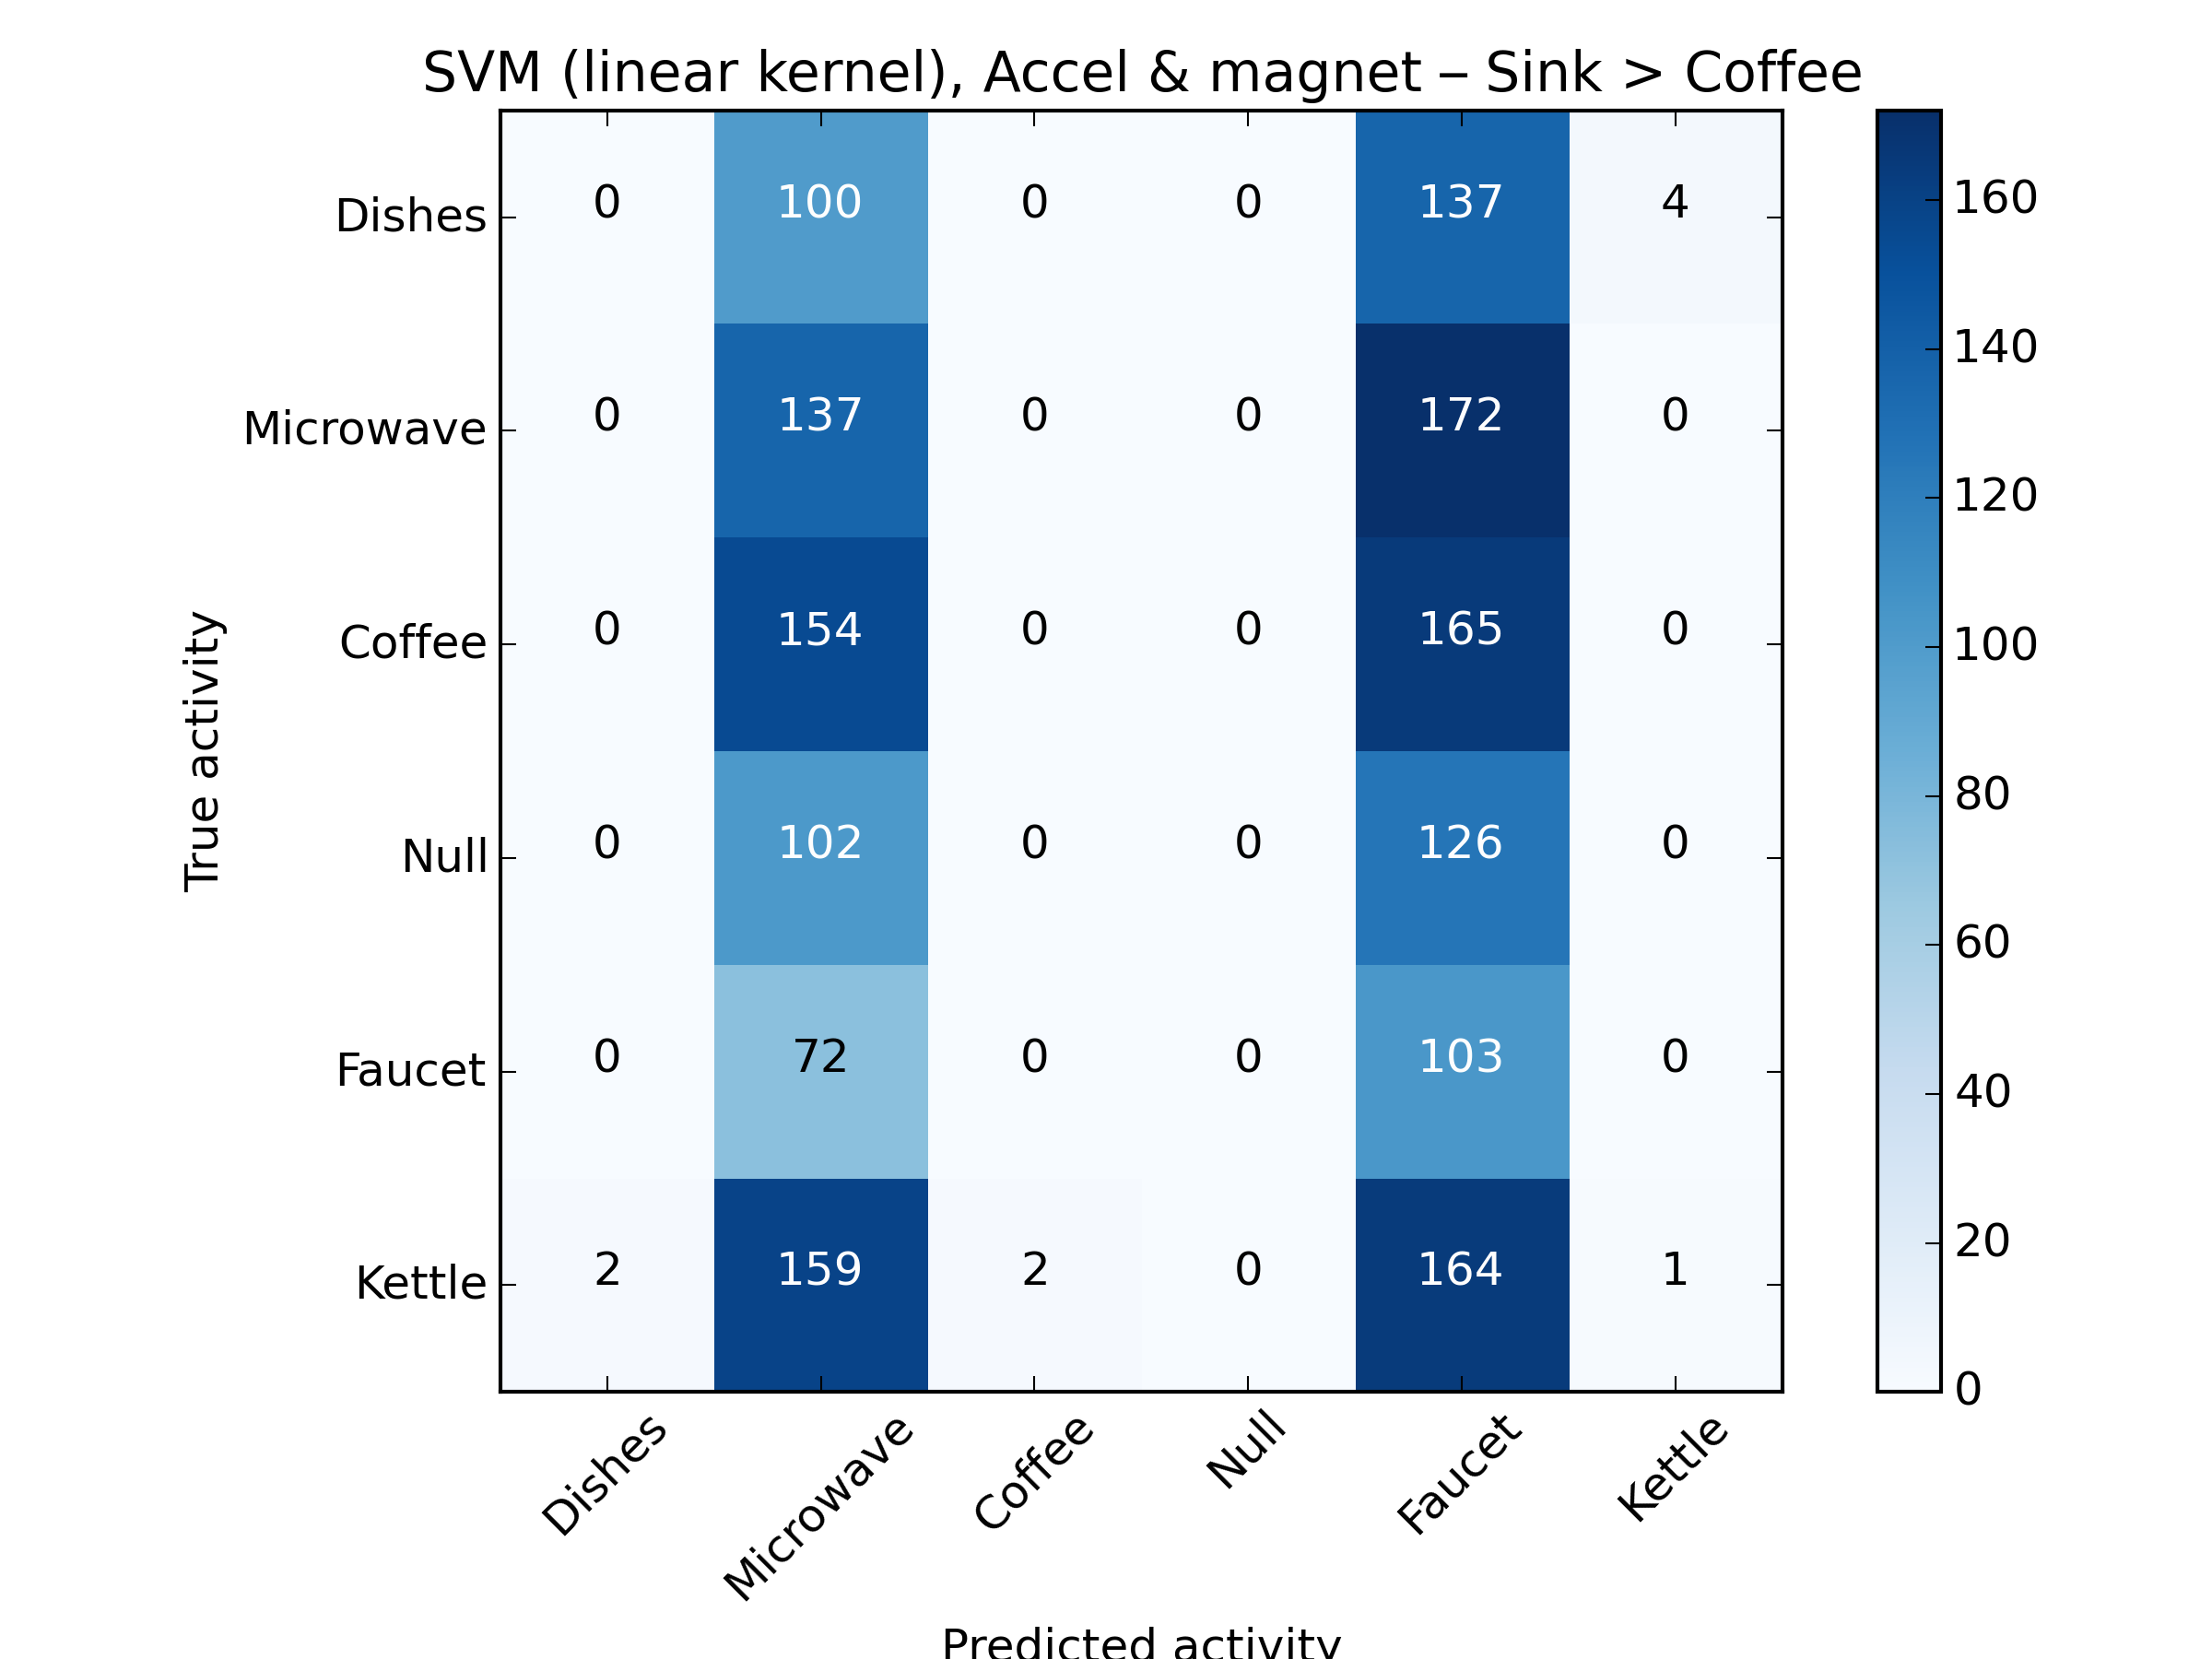 SVM (linear kernel), Accel & magnet – Sink > Coffee
Dishes 0 100 0 0 137 4
Microwave 0 137 0 0 172 0
Coffee 0 154 0 0 165 0
Null 0 102 0 0 126 0
Faucet 0 72 0 0 103 0
Kettle 2 159 2 0 164 1
True activity
Dishes Microwave Coffee Null Faucet Kettle
Predicted activity
160
140
120
100
80
60
40
20
0